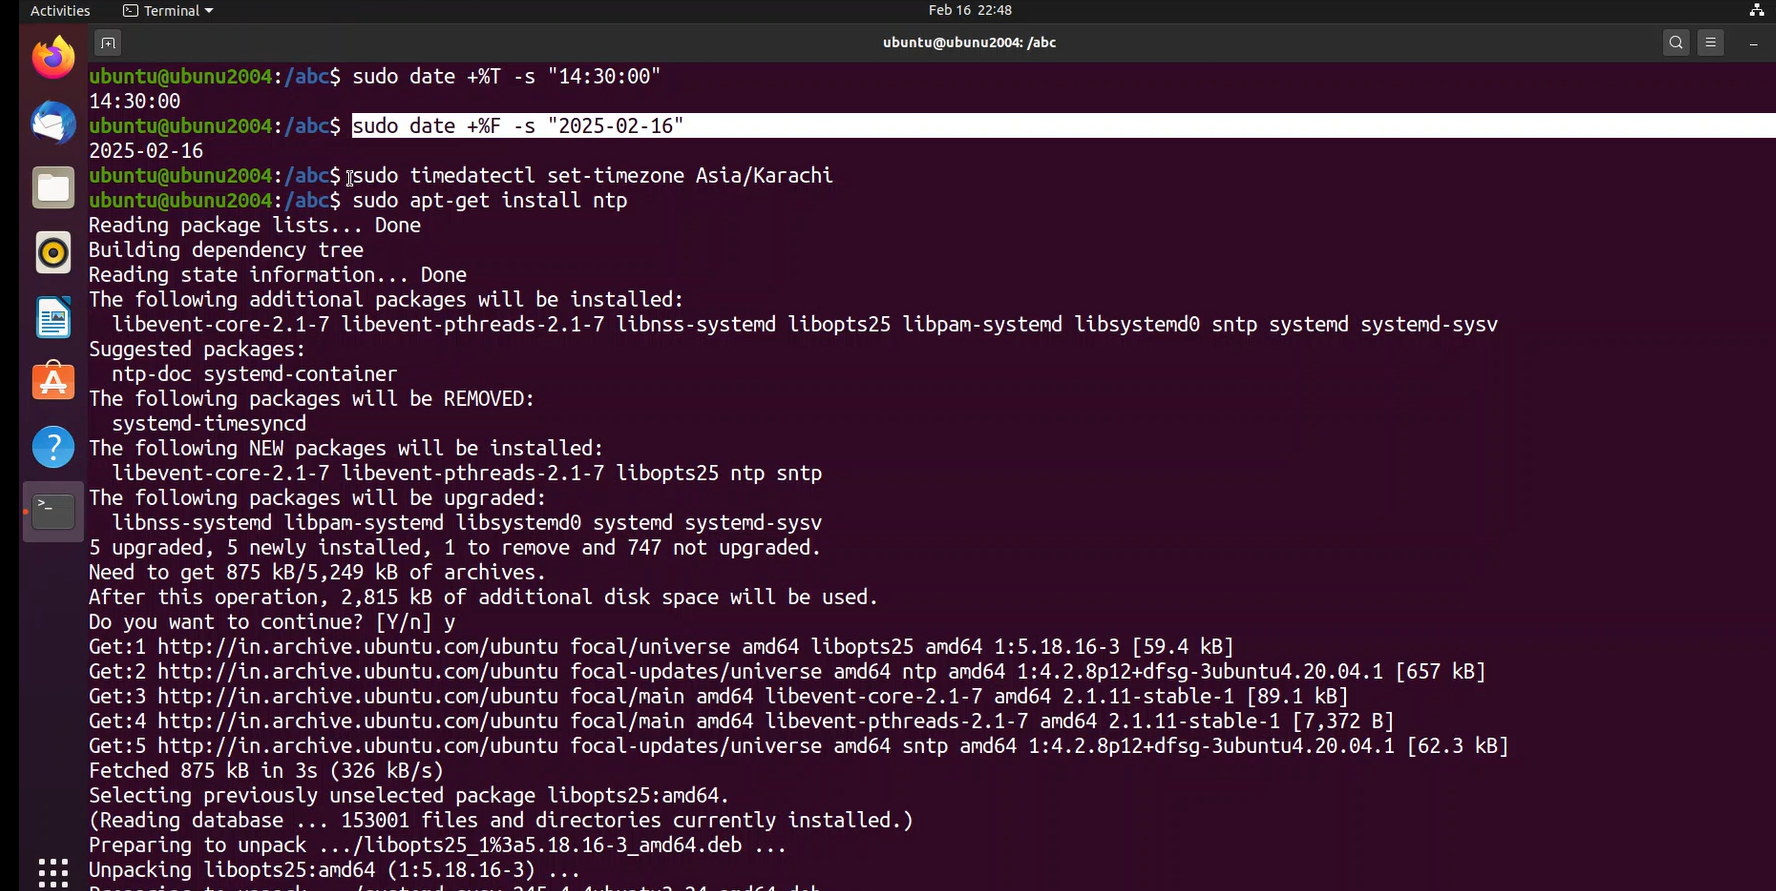 Activities Terminal Feb 16 22:48
ubuntu@ubunu2004: /abc
ubuntu@ubunu2004:/abc$ sudo date +%T -s "14:30:00"
14:30:00
ubuntu@ubunu2004:/abc$ sudo date +%F -s "2025-02-16"
2025-02-16
ubuntu@ubunu2004:/abc$ sudo timedatectl set-timezone Asia/Karachi
ubuntu@ubunu2004:/abc$ sudo apt-get install ntp
Reading package lists... Done
Building dependency tree
Reading state information... Done
The following additional packages will be installed:
  libevent-core-2.1-7 libevent-pthreads-2.1-7 libnss-systemd libopts25 libpam-systemd libsystemd0 sntp systemd systemd-sysv
Suggested packages:
  ntp-doc systemd-container
The following packages will be REMOVED:
  systemd-timesyncd
The following NEW packages will be installed:
  libevent-core-2.1-7 libevent-pthreads-2.1-7 libopts25 ntp sntp
The following packages will be upgraded:
  libnss-systemd libpam-systemd libsystemd0 systemd systemd-sysv
5 upgraded, 5 newly installed, 1 to remove and 747 not upgraded.
Need to get 875 kB/5,249 kB of archives.
After this operation, 2,815 kB of additional disk space will be used.
Do you want to continue? [Y/n] y
Get:1 http://in.archive.ubuntu.com/ubuntu focal/universe amd64 libopts25 amd64 1:5.18.16-3 [59.4 kB]
Get:2 http://in.archive.ubuntu.com/ubuntu focal-updates/universe amd64 ntp amd64 1:4.2.8p12+dfsg-3ubuntu4.20.04.1 [657 kB]
Get:3 http://in.archive.ubuntu.com/ubuntu focal/main amd64 libevent-core-2.1-7 amd64 2.1.11-stable-1 [89.1 kB]
Get:4 http://in.archive.ubuntu.com/ubuntu focal/main amd64 libevent-pthreads-2.1-7 amd64 2.1.11-stable-1 [7,372 B]
Get:5 http://in.archive.ubuntu.com/ubuntu focal-updates/universe amd64 sntp amd64 1:4.2.8p12+dfsg-3ubuntu4.20.04.1 [62.3 kB]
Fetched 875 kB in 3s (326 kB/s)
Selecting previously unselected package libopts25:amd64.
(Reading database ... 153001 files and directories currently installed.)
Preparing to unpack .../libopts25_1%3a5.18.16-3_amd64.deb ...
Unpacking libopts25:amd64 (1:5.18.16-3) ...